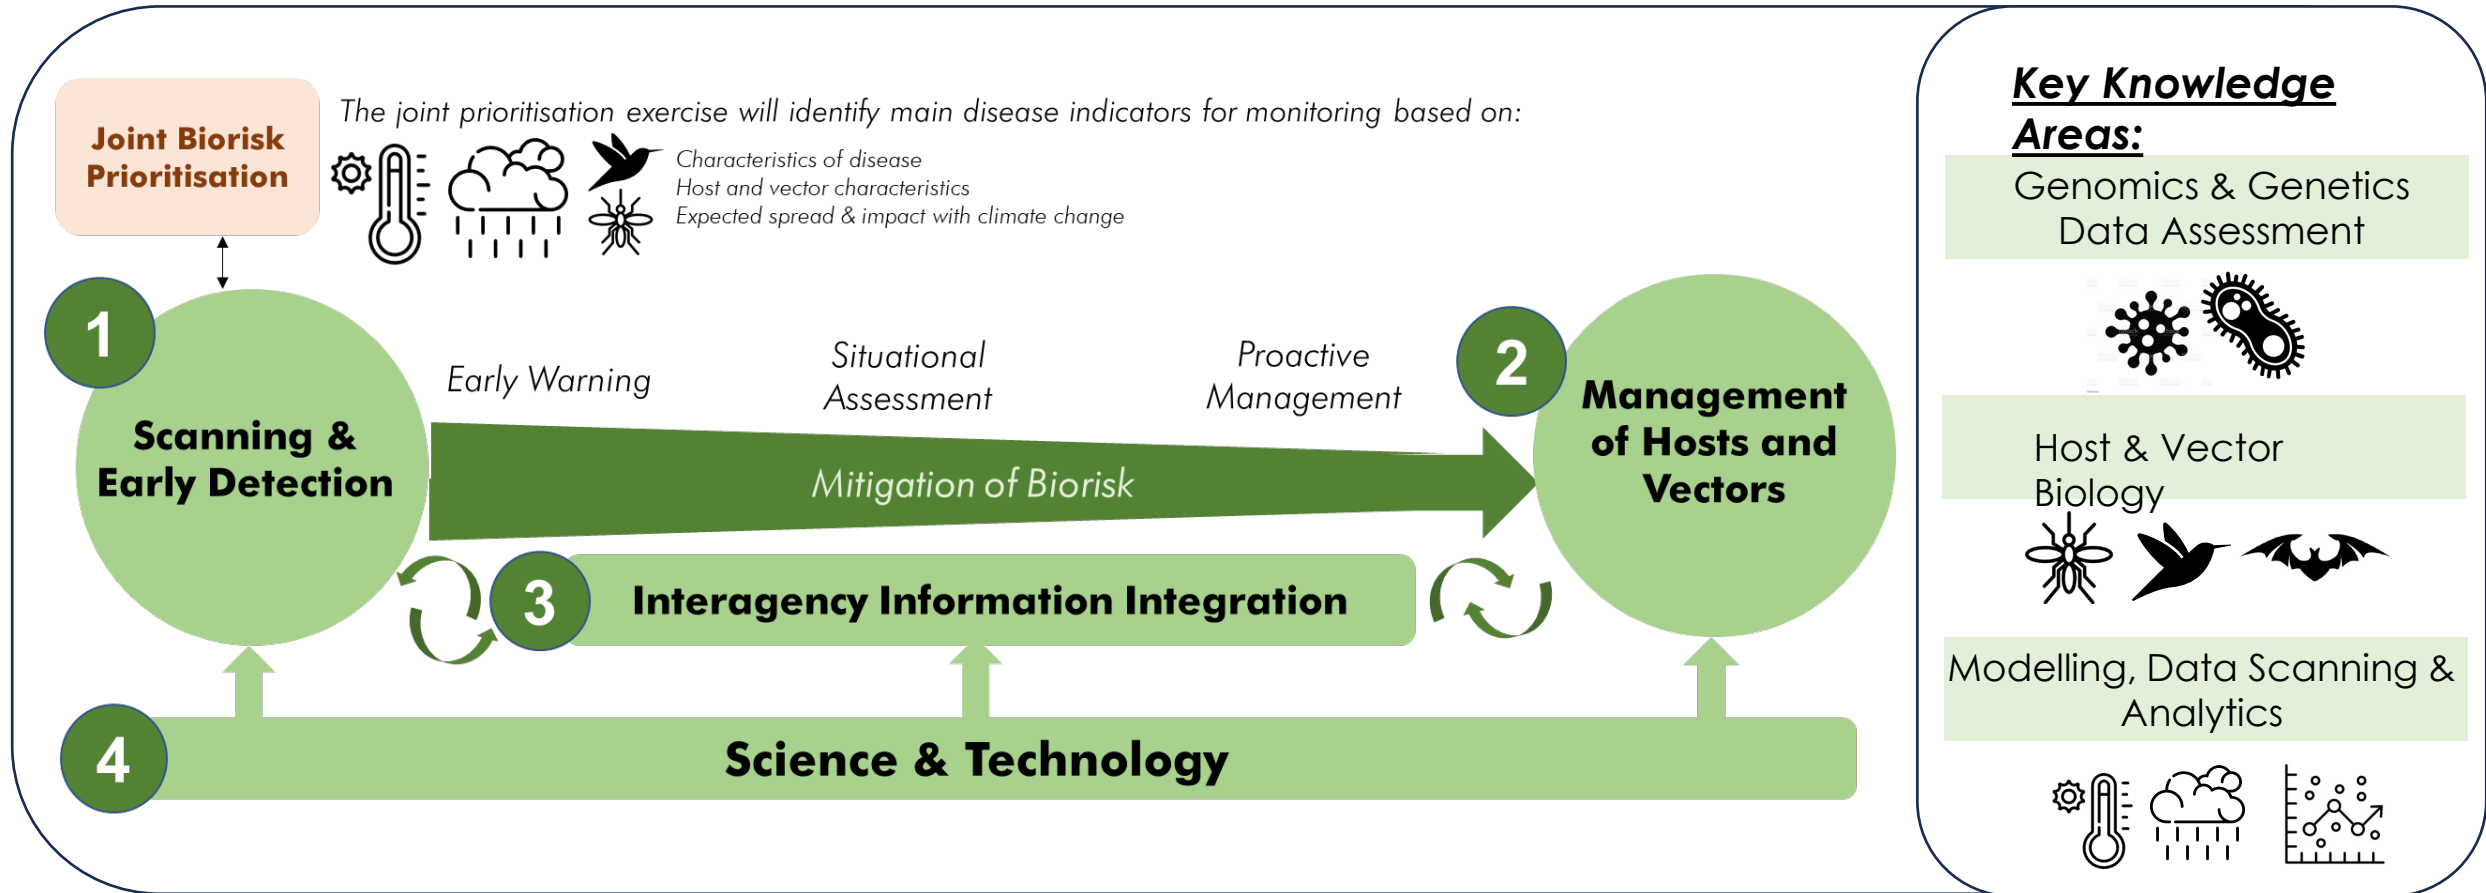 Joint Biorisk
Prioritisation
The joint prioritisation exercise will identify main disease indicators for monitoring based on:
Characteristics of disease
Host and vector characteristics
Expected spread & impact with climate change
1
Scanning &
Early Detection
Early Warning
Situational
Assessment
Proactive
Management
Mitigation of Biorisk
2
Management
of Hosts and
Vectors
3
Interagency Information Integration
4
Science & Technology
Key Knowledge
Areas:
Genomics & Genetics
Data Assessment
Host & Vector
Biology
Modelling, Data Scanning &
Analytics